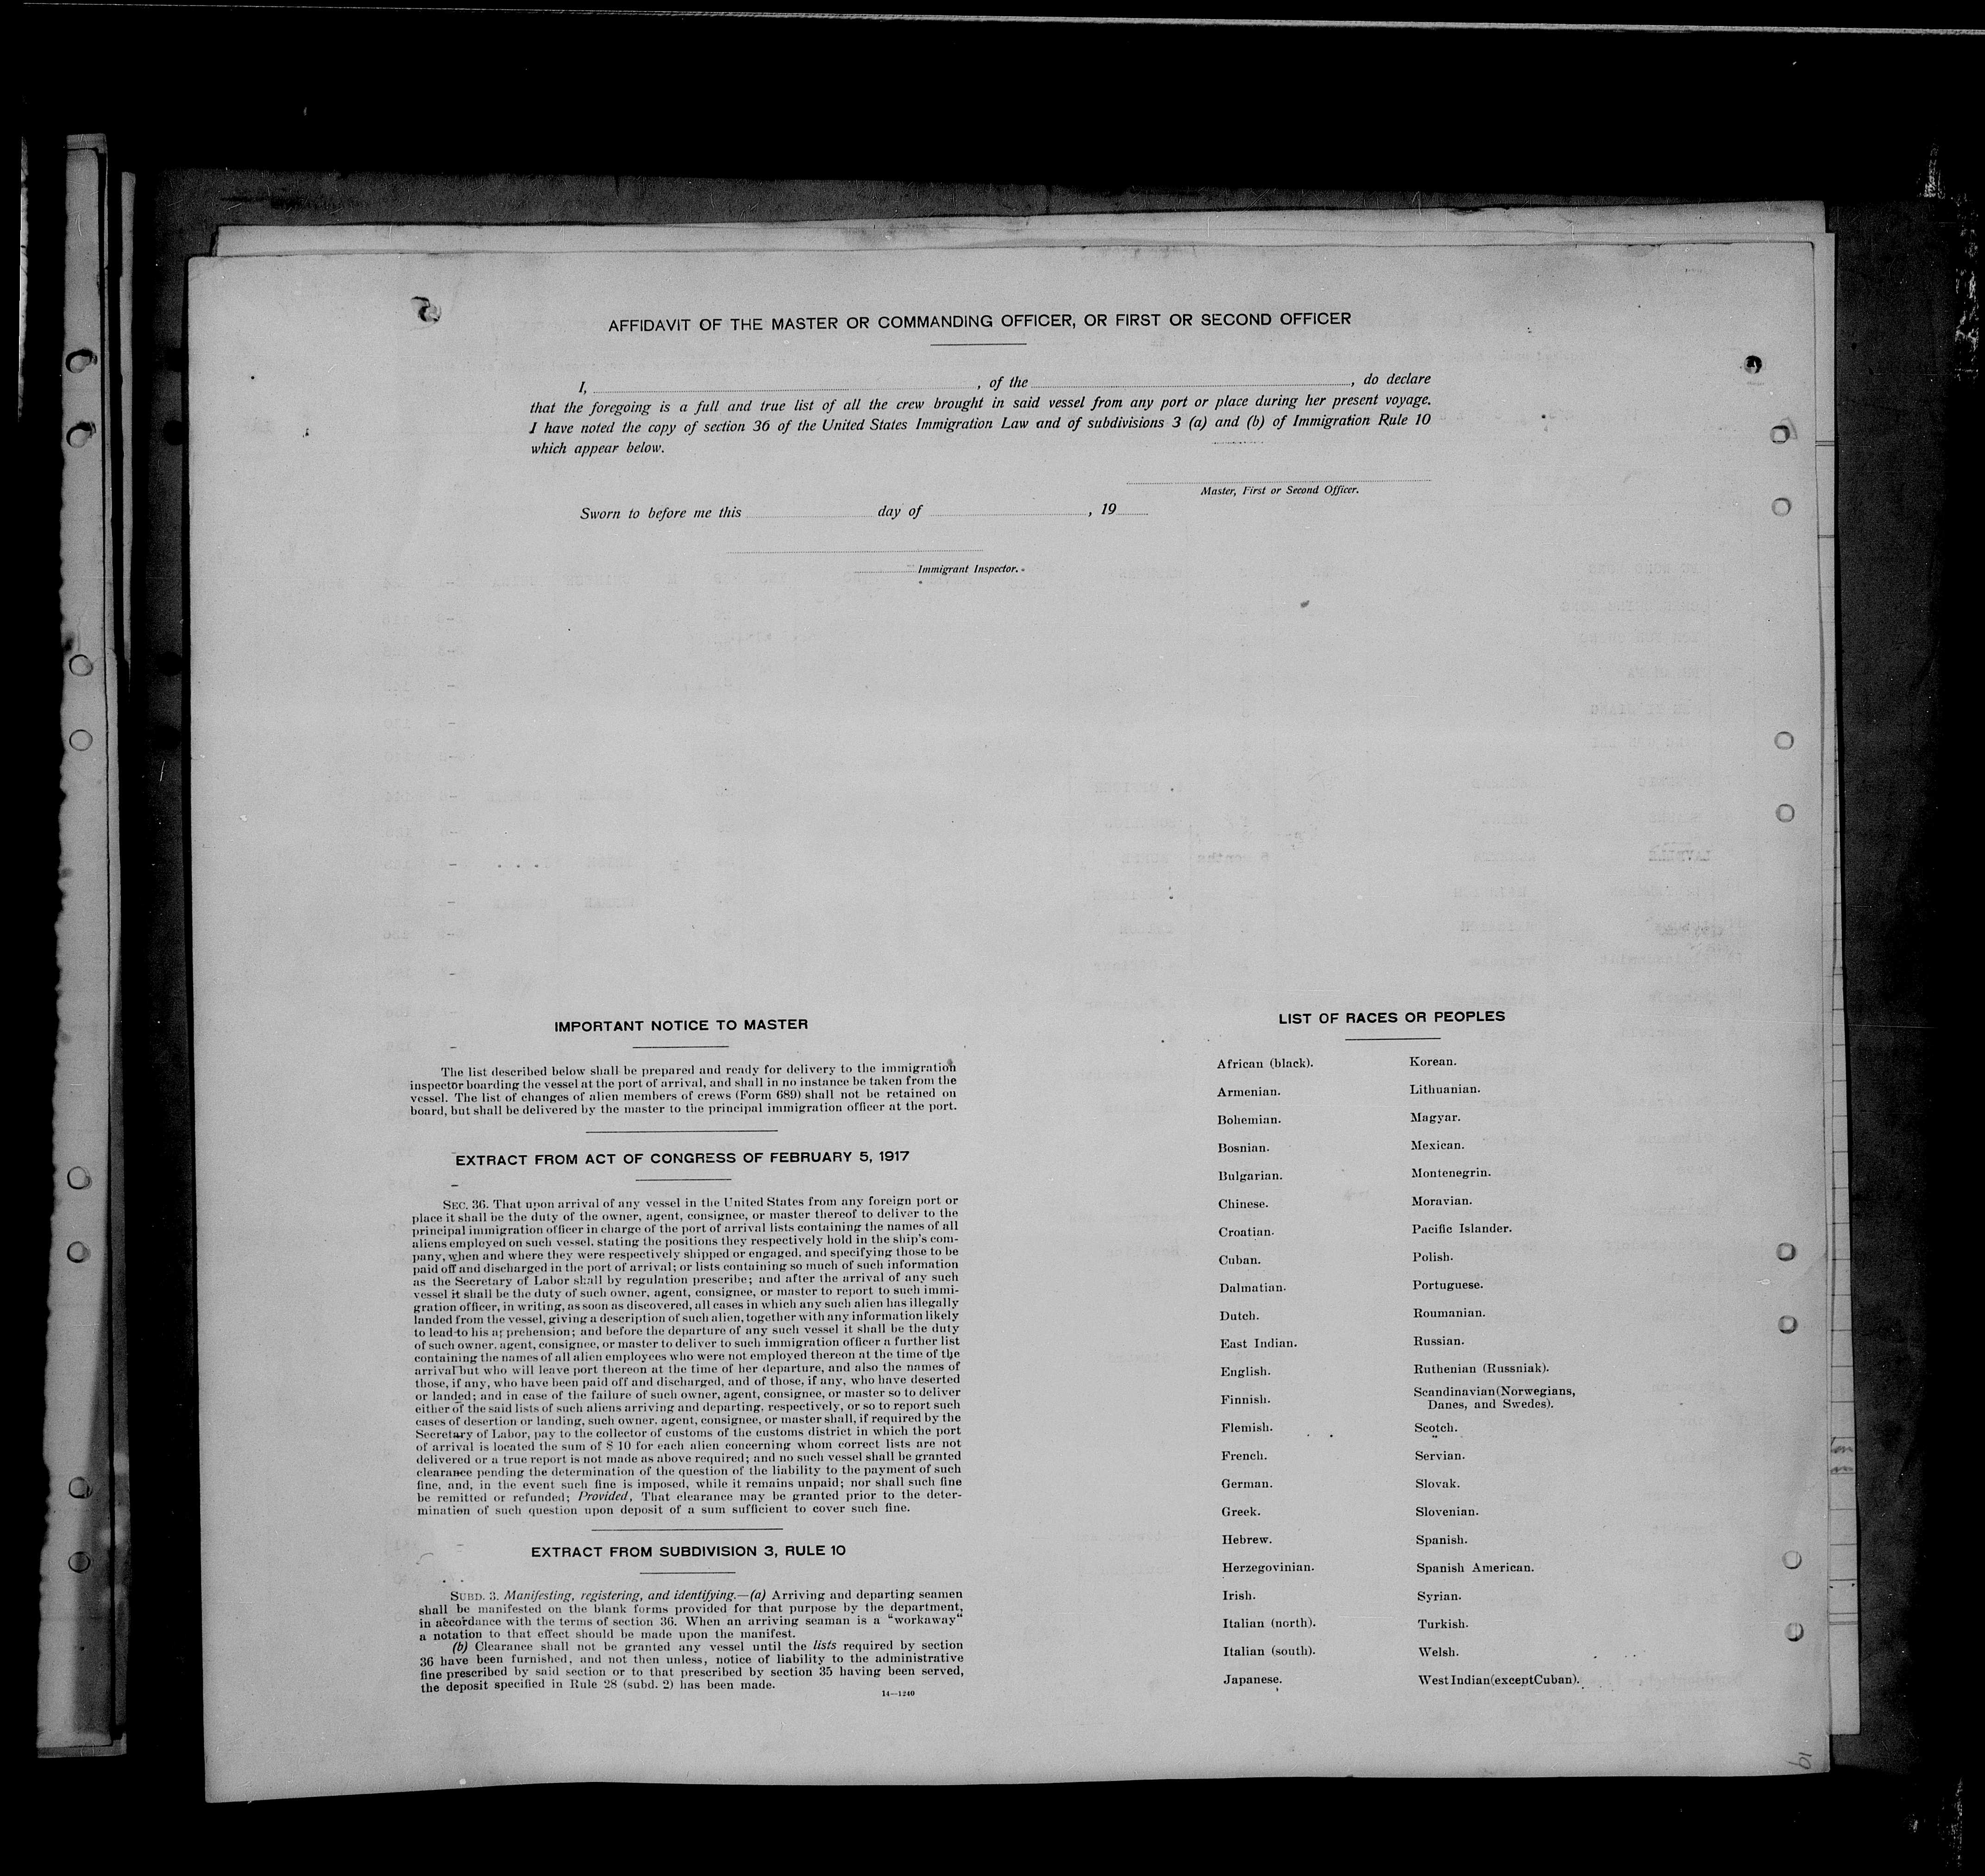 AFFIDAVIT OF THE MASTER OR COMMANDING OFFICER, OR FIRST OR SECOND OFFICER
I, , of the , do declare
that the foregoing is a full and true list of all the crew brought in said vessel from any port or place during her present voyage.
I have noted the copy of section 36 of the United States Immigration Law and of subdivisions 3 (a) and (b) of Immigration Rule 10
which appear below.
Master, First or Second Officer.
Sworn to before me this day of , 19
Immigrant Inspector.
IMPORTANT NOTICE TO MASTER
The list described below shall be prepared and ready for delivery to the immigration
inspector boarding the vessel at the port of arrival, and shall in no instance be taken from the
vessel. The list of changes of alien members of crews (Form 689) shall not be retained on
board, but shall be delivered by the master to the principal immigration officer at the port.
EXTRACT FROM ACT OF CONGRESS OF FEBRUARY 5, 1917
SEC. 36. That upon arrival of any vessel in the United States from any foreign port or
place it shall be the duty of the owner, agent, consignee, or master thereof to deliver to the
principal immigration officer in charge of the port of arrival lists containing the names of all
aliens employed on such vessel, stating the positions they respectively hold in the ship's com-
pany, when and where they were respectively shipped or engaged, and specifying those to be
paid off and discharged in the port of arrival; or lists containing so much of such information
as the Secretary of Labor shall by regulation prescribe; and after the arrival of any such
vessel it shall be the duty of such owner, agent, consignee, or master to report to such immi-
gration officer, in writing, as soon as discovered, all cases in which any such alien has illegally
landed from the vessel, giving a description of such alien, together with any information likely
to lead to his apprehension; and before the departure of any such vessel it shall be the duty
of such owner, agent, consignee, or master to deliver to such immigration officer a further list
containing the names of all alien employees who were not employed thereon at the time of the
arrival but who will leave port thereon at the time of her departure, and also the names of
those, if any, who have been paid off and discharged, and of those, if any, who have deserted
or landed; and in case of the failure of such owner, agent, consignee, or master so to deliver
either of the said lists of such aliens arriving and departing, respectively, or so to report such
cases of desertion or landing, such owner, agent, consignee, or master shall, if required by the
Secretary of Labor, pay to the collector of customs of the customs district in which the port
of arrival is located the sum of $ 10 for each alien concerning whom correct lists are not
delivered or a true report is not made as above required; and no such vessel shall be granted
clearance pending the determination of the question of the liability to the payment of such
fine, and, in the event such fine is imposed, while it remains unpaid; nor shall such fine
be remitted or refunded; Provided, That clearance may be granted prior to the deter-
mination of such question upon deposit of a sum sufficient to cover such fine.
EXTRACT FROM SUBDIVISION 3, RULE 10
SUBD. 3. Manifesting, registering, and identifying.—(a) Arriving and departing seamen
shall be manifested on the blank forms provided for that purpose by the department,
in accordance with the terms of section 36. When an arriving seaman is a "workaway"
a notation to that effect should be made upon the manifest.
(b) Clearance shall not be granted any vessel until the lists required by section
36 have been furnished, and not then unless, notice of liability to the administrative
fine prescribed by said section or to that prescribed by section 35 having been served,
the deposit specified in Rule 28 (subd. 2) has been made.
14—1240
LIST OF RACES OR PEOPLES
African (black).
Armenian.
Bohemian.
Bosnian.
Bulgarian.
Chinese.
Croatian.
Cuban.
Dalmatian.
Dutch.
East Indian.
English.
Finnish.
Flemish.
French.
German.
Greek.
Hebrew.
Herzegovinian.
Irish.
Italian (north).
Italian (south).
Japanese.
Korean.
Lithuanian.
Magyar.
Mexican.
Montenegrin.
Moravian.
Pacific Islander.
Polish.
Portuguese.
Roumanian.
Russian.
Ruthenian (Russniak).
Scandinavian (Norwegians,
Danes, and Swedes).
Scotch.
Servian.
Slovak.
Slovenian.
Spanish.
Spanish American.
Syrian.
Turkish.
Welsh.
West Indian (except Cuban).